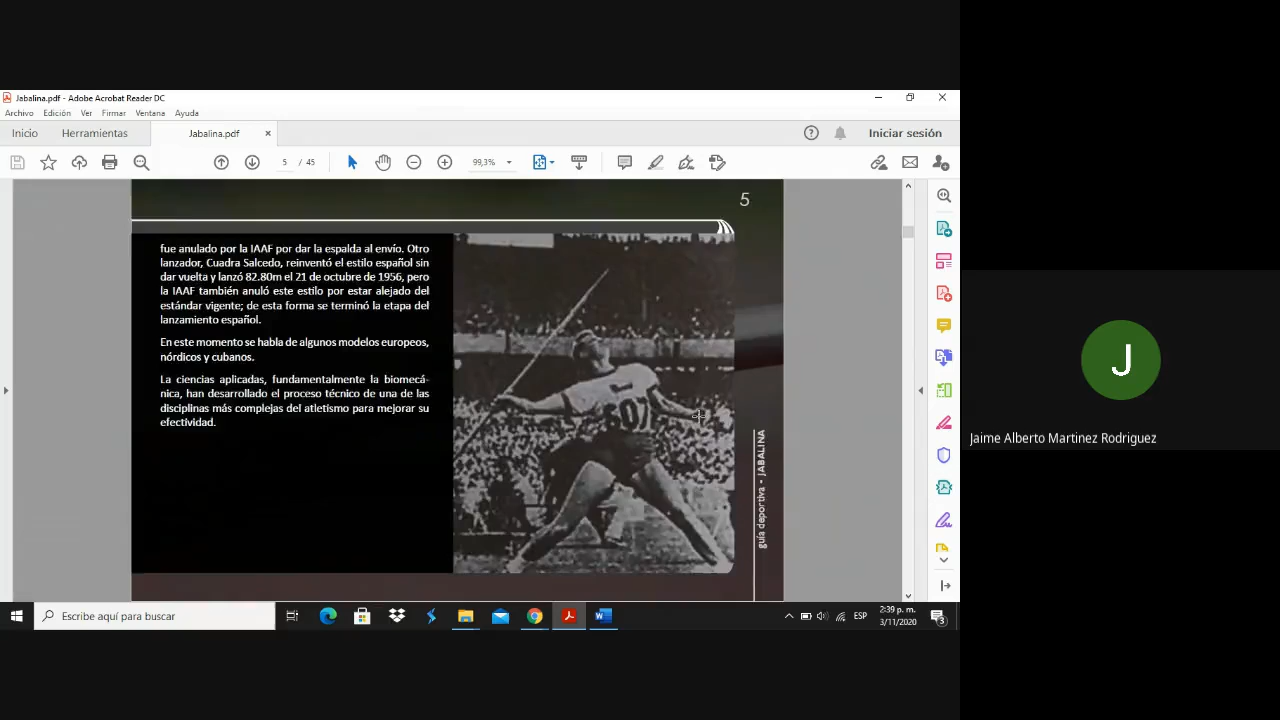 Jabalina.pdf - Adobe Acrobat Reader DC
Archivo Edición Ver Firmar Ventana Ayuda
Inicio Herramientas Jabalina.pdf × Iniciar sesión
5 / 45 99,3%
5
fue anulado por la IAAF por dar la espalda al envío. Otro
lanzador, Cuadra Salcedo, reinventó el estilo español sin
dar vuelta y lanzó 82.80m el 21 de octubre de 1956, pero
la IAAF también anuló este estilo por estar alejado del
estándar vigente; de esta forma se terminó la etapa del
lanzamiento español.
En este momento se habla de algunos modelos europeos,
nórdicos y cubanos.
La ciencias aplicadas, fundamentalmente la biomecá-
nica, han desarrollado el proceso técnico de una de las
disciplinas más complejas del atletismo para mejorar su
efectividad.
607
guía deportiva - JABALINA
J
Jaime Alberto Martinez Rodriguez
Escribe aquí para buscar
ESP
2:39 p. m.
3/11/2020
3